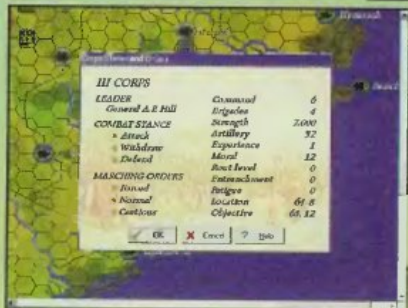 III CORPS
LEADER
General A.P. Hill
COMBAT STANCE
Attack
Withdraw
Defend
MARCHING ORDERS
Forced
Normal
Cautious
Command 6
Brigades 4
Strength 7,000
Artillery 32
Experience 1
Moral 12
Rout level 0
Entrenchment 0
Fatigue 0
Location 64, 8
Objective 68, 12
OK
Cancel
? Help